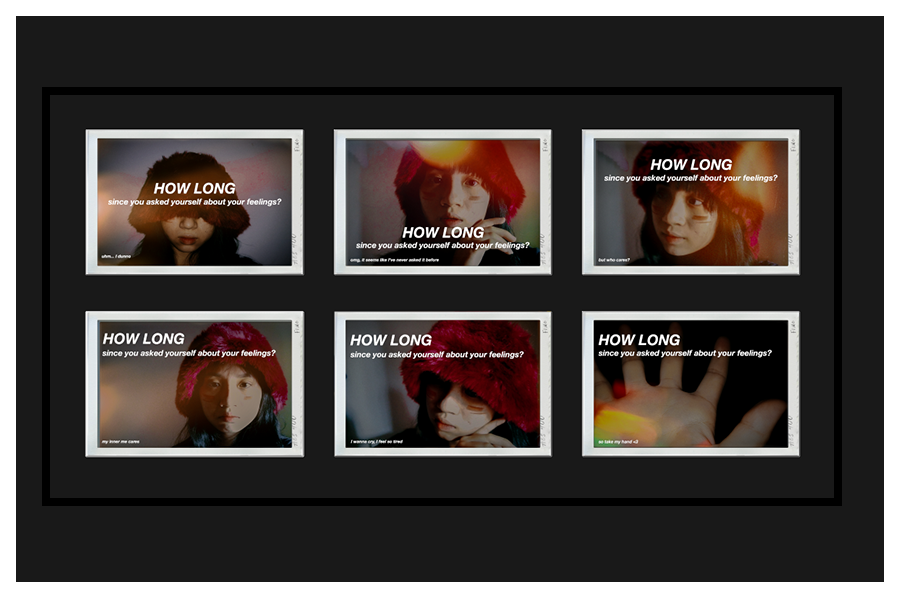 HOW LONG
since you asked yourself about your feelings?
uhm... I dunno
HOW LONG
since you asked yourself about your feelings?
omg, it seems like I've never asked it before
HOW LONG
since you asked yourself about your feelings?
but who cares?
HOW LONG
since you asked yourself about your feelings?
my inner me cares
HOW LONG
since you asked yourself about your feelings?
I wanna cry, I feel so tired
HOW LONG
since you asked yourself about your feelings?
so take my hand <3